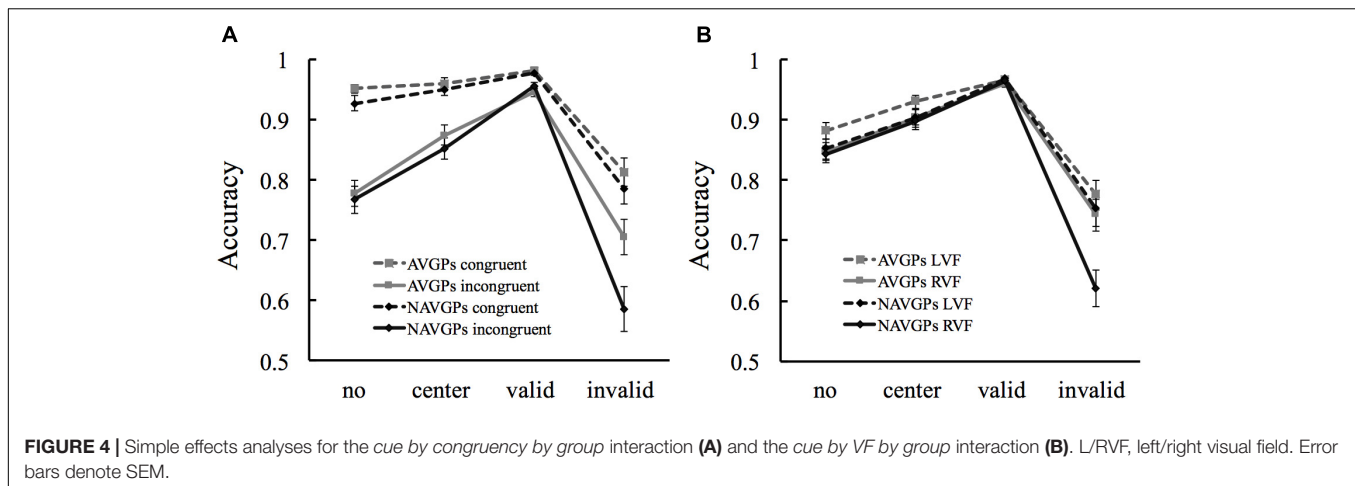 A
B
1
0.9
0.8
0.7
0.6
0.5
Accuracy
AVGPs congruent
AVGPs incongruent
NAVGPs congruent
NAVGPs incongruent
no center valid invalid
1
0.9
0.8
0.7
0.6
0.5
Accuracy
AVGPs LVF
AVGPs RVF
NAVGPs LVF
NAVGPs RVF
no center valid invalid
FIGURE 4 | Simple effects analyses for the cue by congruency by group interaction (A) and the cue by VF by group interaction (B). L/RVF, left/right visual field. Error
bars denote SEM.